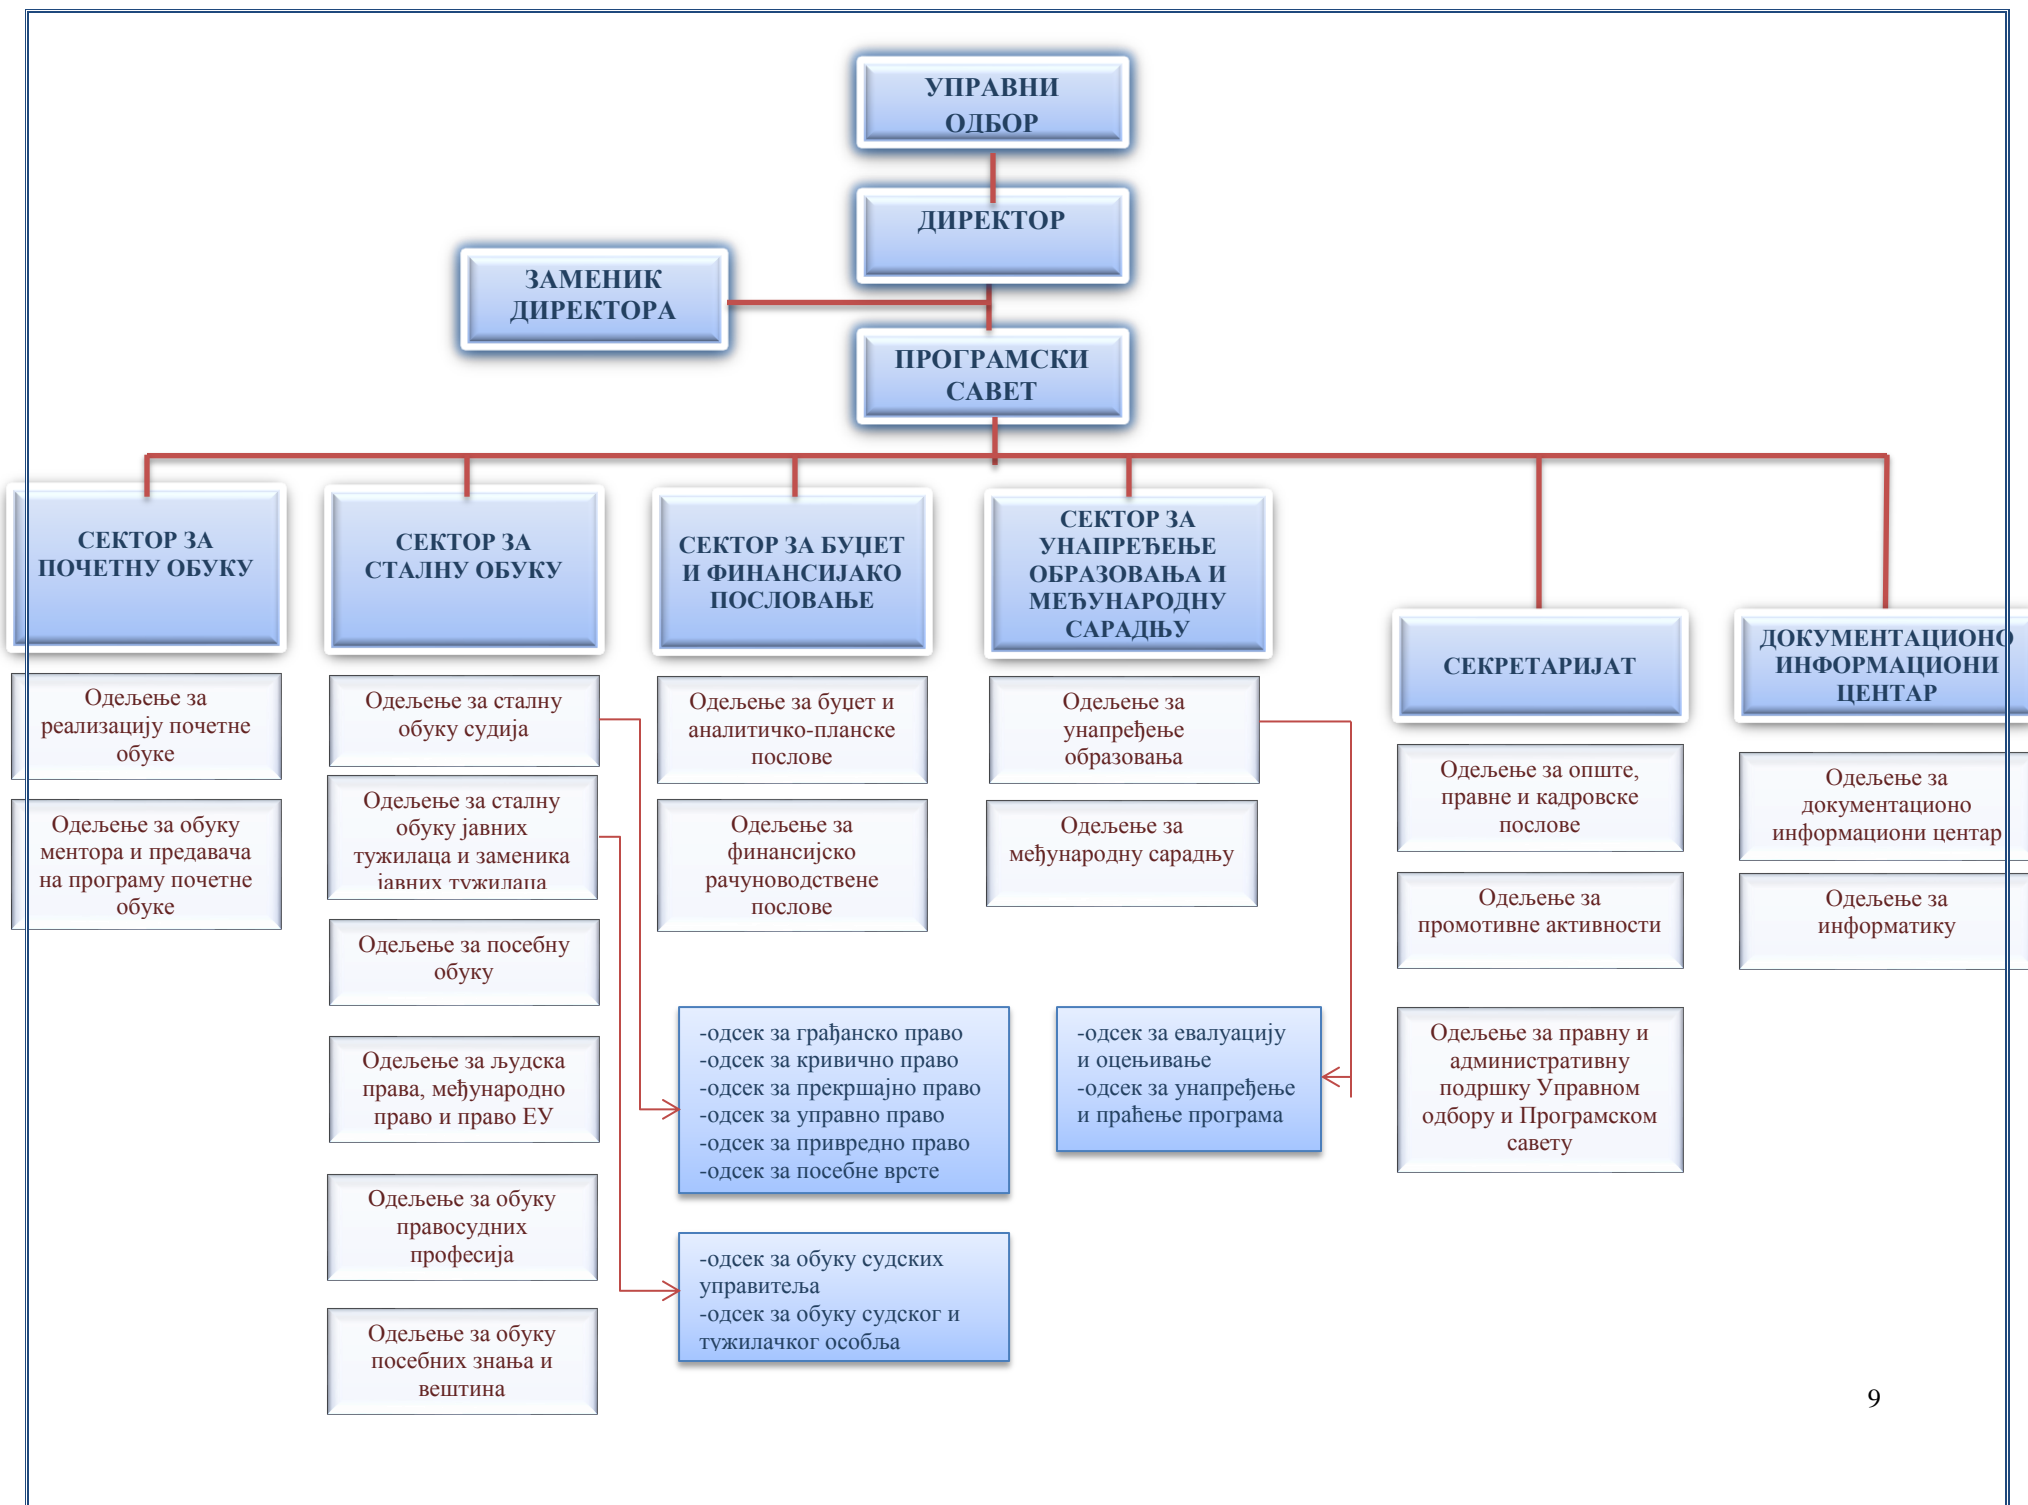 УПРАВНИ
ОДБОР
ДИРЕКТОР
ЗАМЕНИК
ДИРЕКТОРА
ПРОГРАМСКИ
САВЕТ
СЕКТОР ЗА
ПОЧЕТНУ ОБУКУ
СЕКТОР ЗА
СТАЛНУ ОБУКУ
СЕКТОР ЗА БУЏЕТ
И ФИНАНСИЈАКО
ПОСЛОВАЊЕ
СЕКТОР ЗА
УНАПРЕЂЕЊЕ
ОБРАЗОВАЊА И
МЕЂУНАРОДНУ
САРАДЊУ
СЕКРЕТАРИЈАТ
ДОКУМЕНТАЦИОНО
ИНФОРМАЦИОНИ
ЦЕНТАР
Одељење за
реализацију почетне
обуке
Одељење за обуку
ментора и предавача
на програму почетне
обуке
Одељење за сталну
обуку судија
Одељење за сталну
обуку јавних
тужилаца и заменика
јавних тужилаца
Одељење за посебну
обуку
Одељење за људска
права, међународно
право и право ЕУ
Одељење за обуку
правосудних
професија
Одељење за обуку
посебних знања и
вештина
Одељење за буџет и
аналитичко-планске
послове
Одељење за
финансијско
рачуноводствене
послове
-одсек за грађанско право
-одсек за кривично право
-одсек за прекршајно право
-одсек за управно право
-одсек за привредно право
-одсек за посебне врсте
-одсек за обуку судских
управитеља
-одсек за обуку судског и
тужилачког особља
Одељење за
унапређење
образовања
Одељење за
међународну сарадњу
-одсек за евалуацију
и оцењивање
-одсек за унапређење
и праћење програма
Одељење за опште,
правне и кадровске
послове
Одељење за
промотивне активности
Одељење за правну и
административну
подршку Управном
одбору и Програмском
савету
Одељење за
документационо
информациони центар
Одељење за
информатику
9